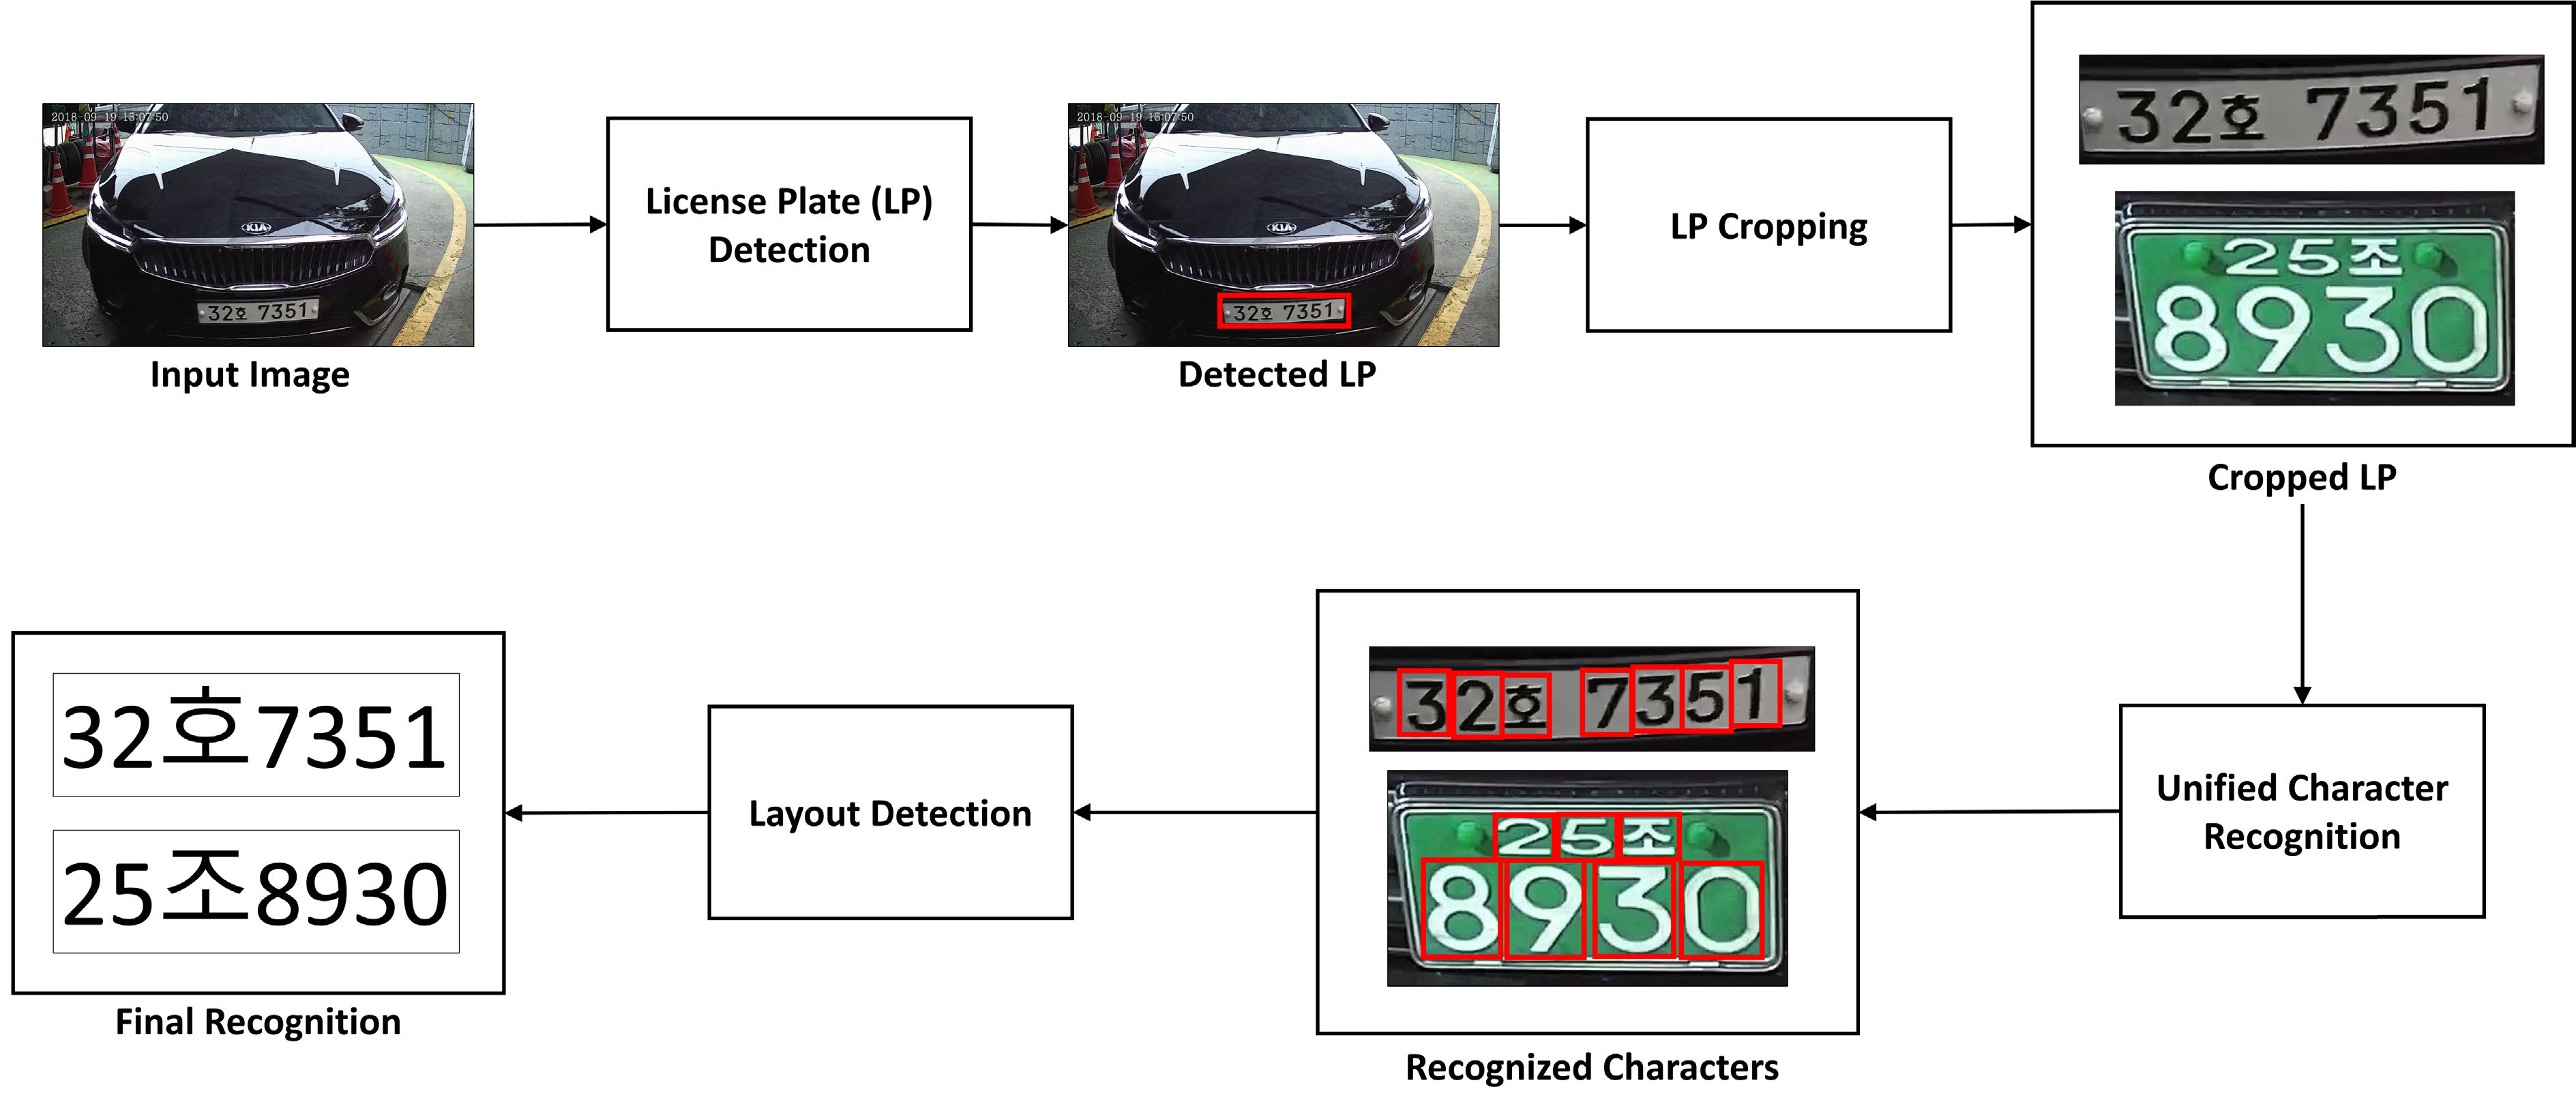 2018-09-19 15:07:50
KIA
32호 7351
Input Image
License Plate (LP)
Detection
2018-09-19 15:07:50
KIA
32호 7351
Detected LP
LP Cropping
32호 7351
25조
8930
Cropped LP
Unified Character
Recognition
32호 7351
25조
8930
Recognized Characters
Layout Detection
32호7351
25조8930
Final Recognition